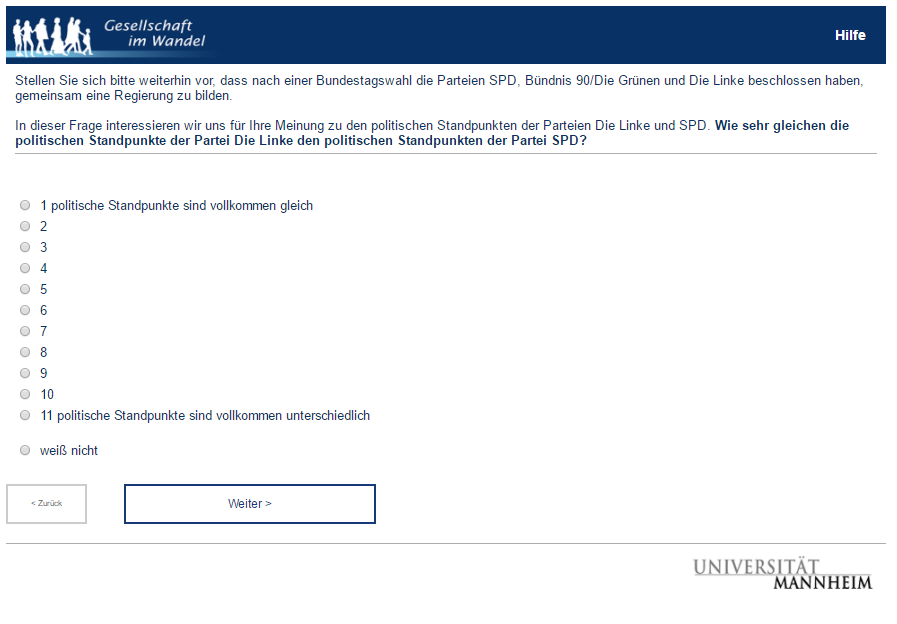 Gesellschaft
im Wandel
Hilfe
Stellen Sie sich bitte weiterhin vor, dass nach einer Bundestagswahl die Parteien SPD, Bündnis 90/Die Grünen und Die Linke beschlossen haben,
gemeinsam eine Regierung zu bilden.
In dieser Frage interessieren wir uns für Ihre Meinung zu den politischen Standpunkten der Parteien Die Linke und SPD. Wie sehr gleichen die
politischen Standpunkte der Partei Die Linke den politischen Standpunkten der Partei SPD?
1 politische Standpunkte sind vollkommen gleich
2
3
4
5
6
7
8
9
10
11 politische Standpunkte sind vollkommen unterschiedlich
weiß nicht
< Zurück
Weiter >
UNIVERSITÄT
MANNHEIM